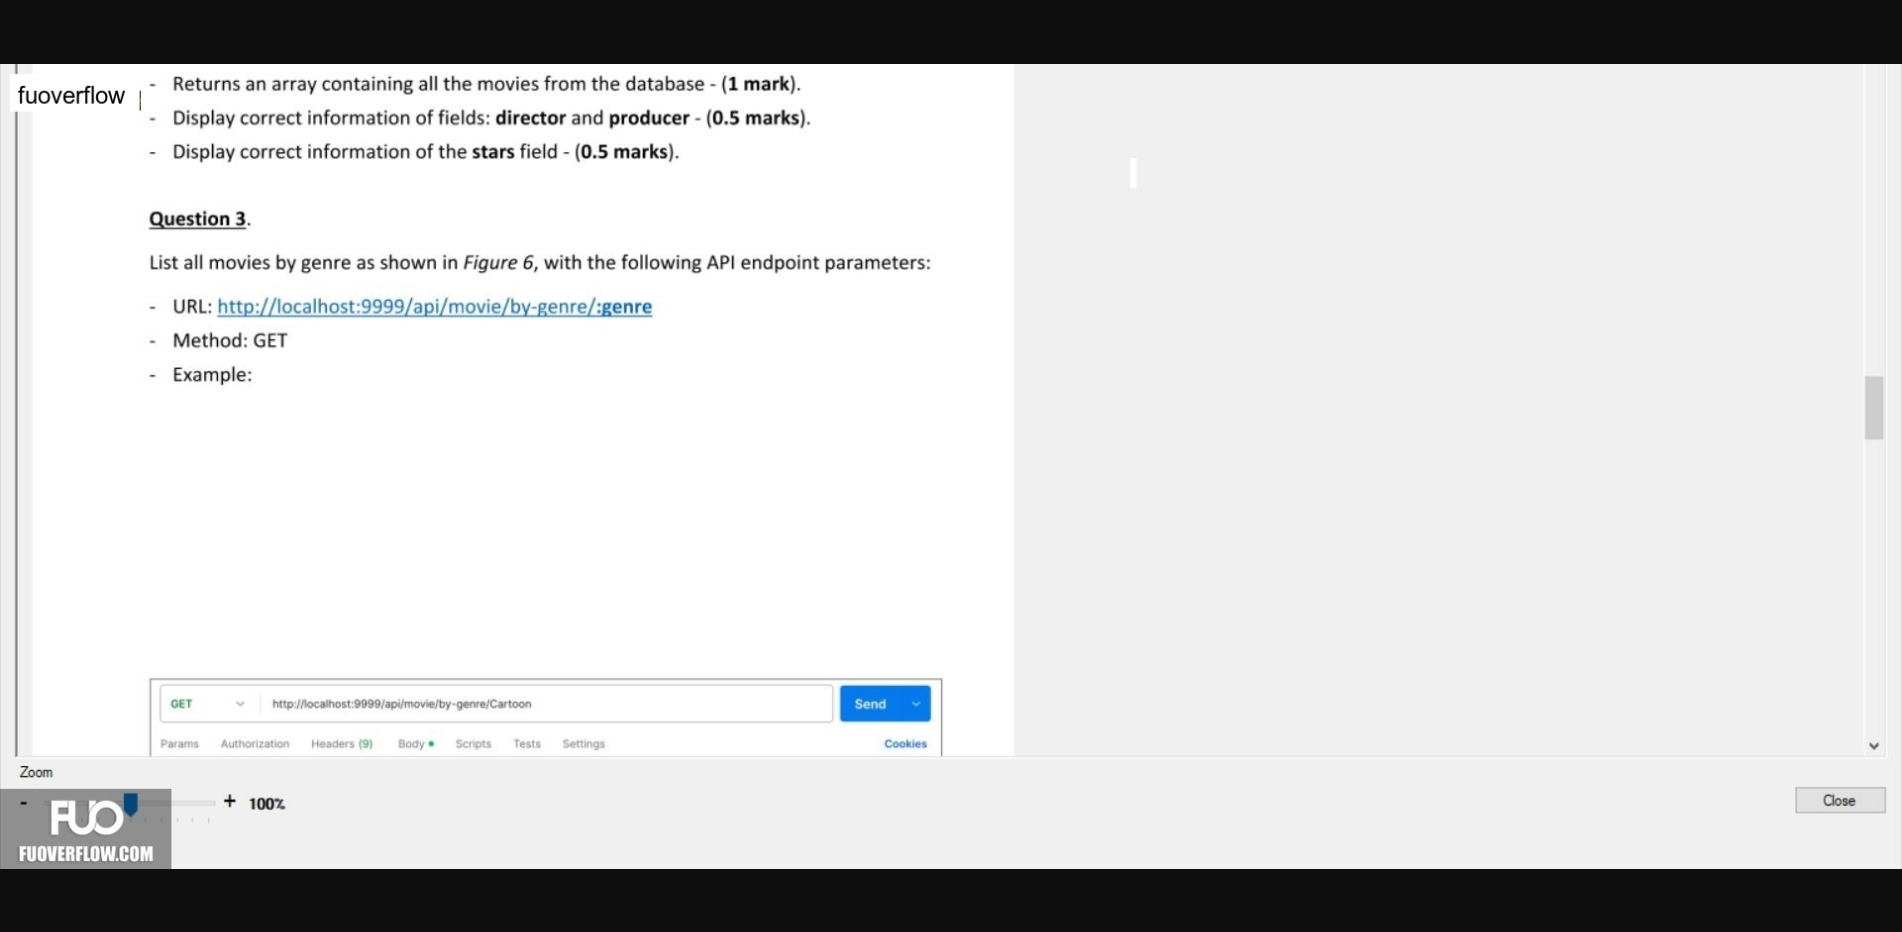 - Returns an array containing all the movies from the database - (1 mark).
fuoverflow
- Display correct information of fields: director and producer - (0.5 marks).
- Display correct information of the stars field - (0.5 marks).
Question 3.
List all movies by genre as shown in Figure 6, with the following API endpoint parameters:
- URL: http://localhost:9999/api/movie/by-genre/:genre
- Method: GET
- Example:
GET http://localhost:9999/api/movie/by-genre/Cartoon Send
Params Authorization Headers (9) Body Scripts Tests Settings Cookies
Zoom
- + 100%
Close
FUO
FUOVERFLOW.COM